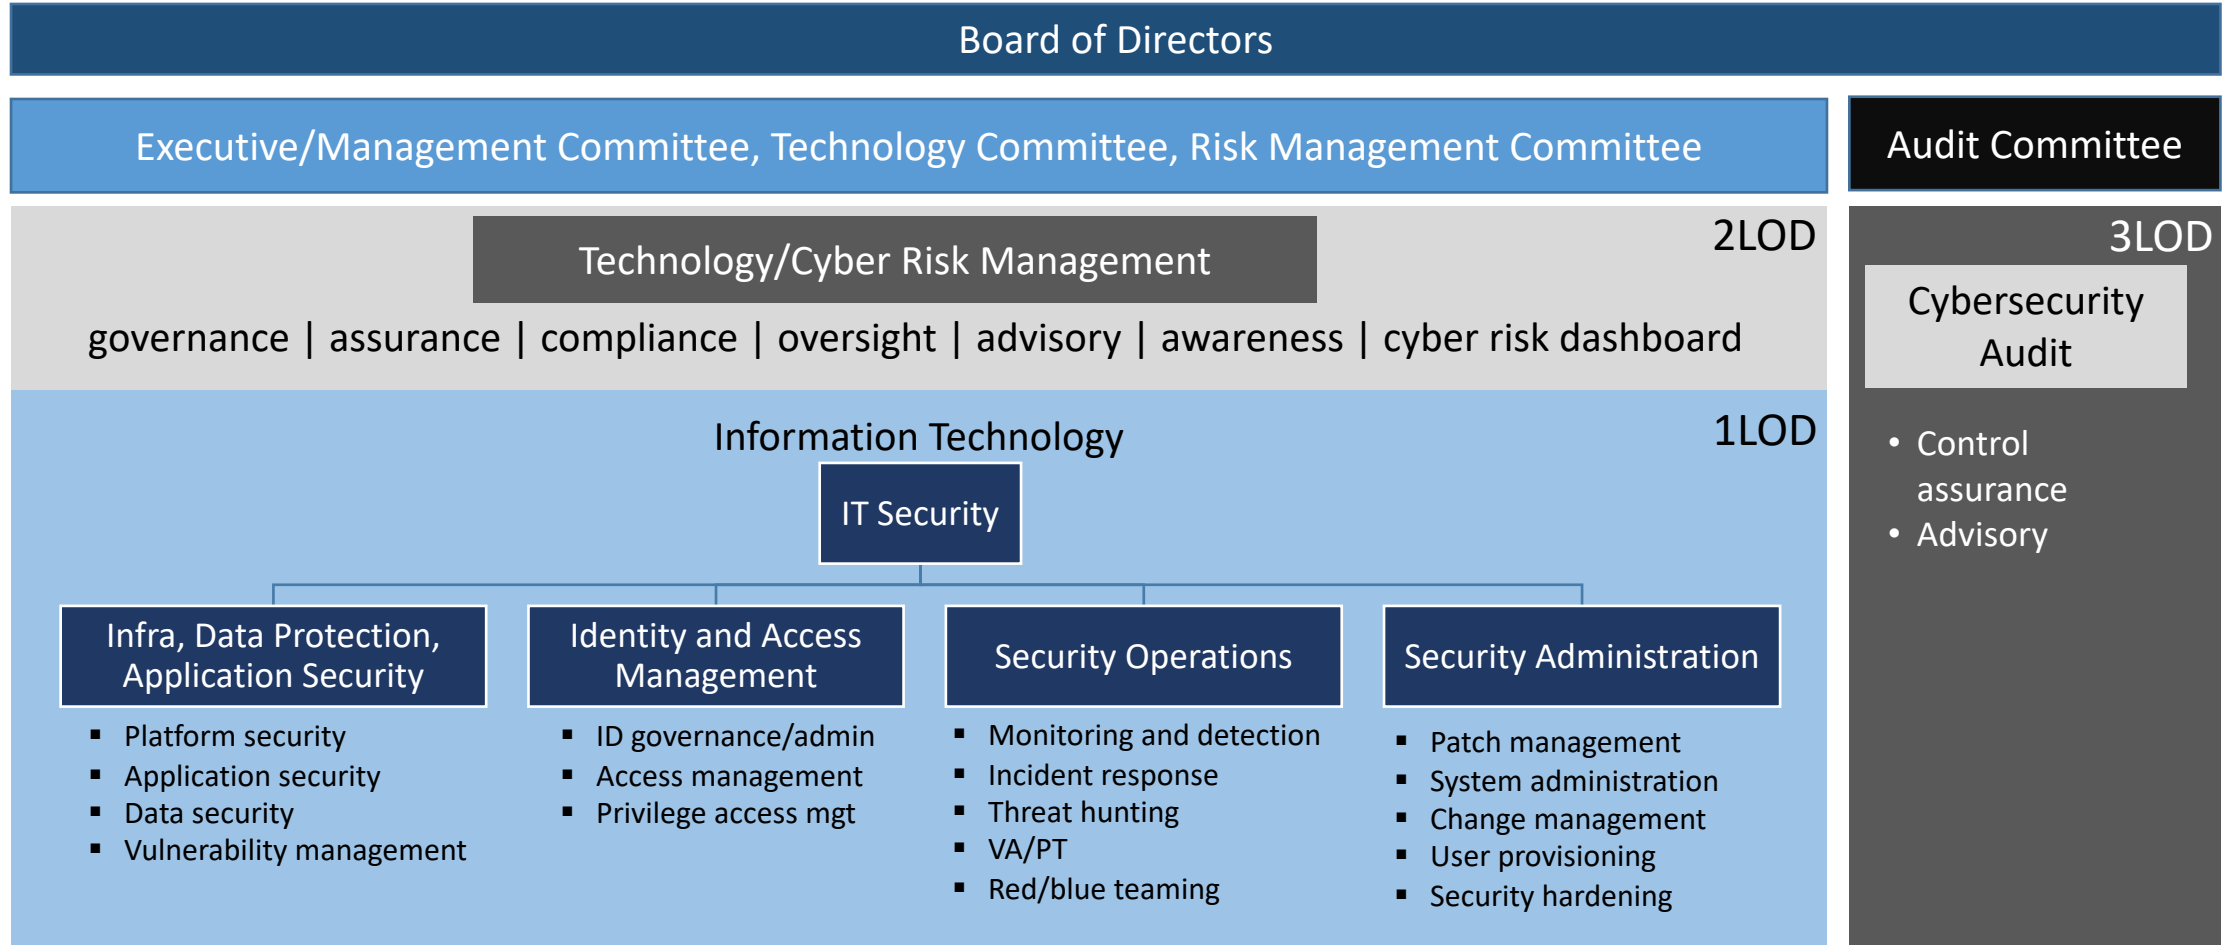 Board of Directors
Executive/Management Committee, Technology Committee, Risk Management Committee
Audit Committee
2LOD
Technology/Cyber Risk Management
governance | assurance | compliance | oversight | advisory | awareness | cyber risk dashboard
1LOD
Information Technology
IT Security
Infra, Data Protection,
Application Security
▪ Platform security
▪ Application security
▪ Data security
▪ Vulnerability management
Identity and Access
Management
▪ ID governance/admin
▪ Access management
▪ Privilege access mgt
Security Operations
▪ Monitoring and detection
▪ Incident response
▪ Threat hunting
▪ VA/PT
▪ Red/blue teaming
Security Administration
▪ Patch management
▪ System administration
▪ Change management
▪ User provisioning
▪ Security hardening
3LOD
Cybersecurity
Audit
• Control
assurance
• Advisory